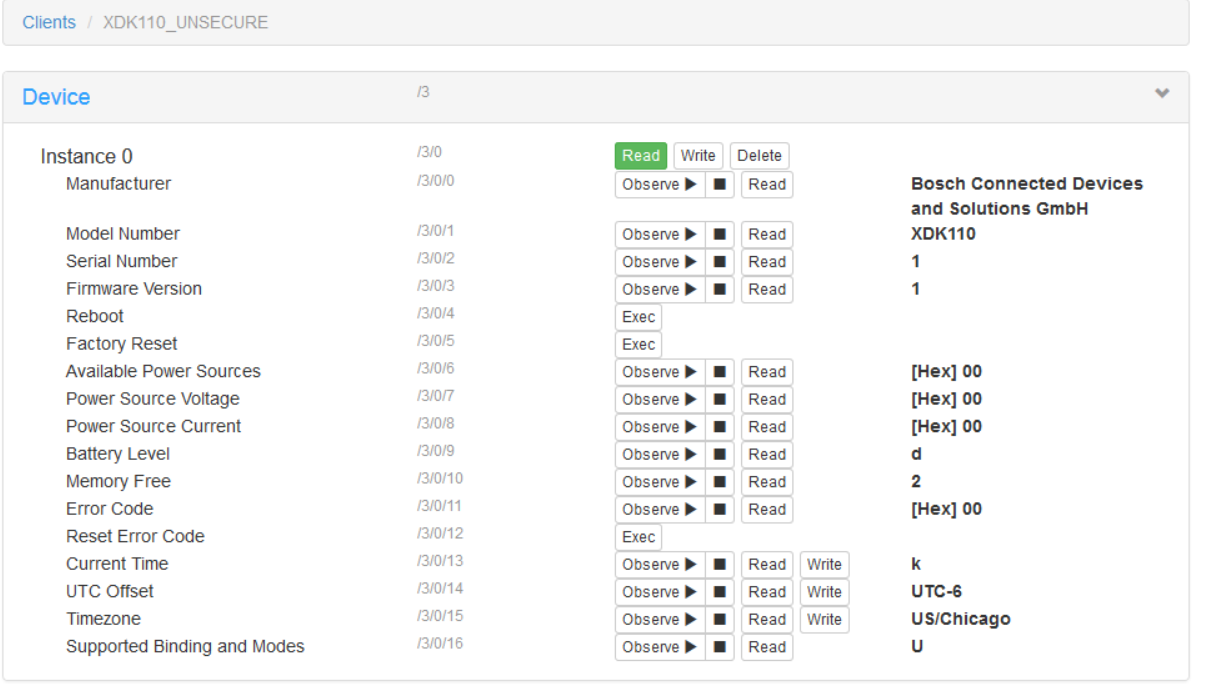 Clients / XDK110_UNSECURE
Device /3
Instance 0 /3/0 Read Write Delete
Manufacturer /3/0/0 Observe ▶ ■ Read Bosch Connected Devices
and Solutions GmbH
Model Number /3/0/1 Observe ▶ ■ Read XDK110
Serial Number /3/0/2 Observe ▶ ■ Read 1
Firmware Version /3/0/3 Observe ▶ ■ Read 1
Reboot /3/0/4 Exec
Factory Reset /3/0/5 Exec
Available Power Sources /3/0/6 Observe ▶ ■ Read [Hex] 00
Power Source Voltage /3/0/7 Observe ▶ ■ Read [Hex] 00
Power Source Current /3/0/8 Observe ▶ ■ Read [Hex] 00
Battery Level /3/0/9 Observe ▶ ■ Read d
Memory Free /3/0/10 Observe ▶ ■ Read 2
Error Code /3/0/11 Observe ▶ ■ Read [Hex] 00
Reset Error Code /3/0/12 Exec
Current Time /3/0/13 Observe ▶ ■ Read Write k
UTC Offset /3/0/14 Observe ▶ ■ Read Write UTC-6
Timezone /3/0/15 Observe ▶ ■ Read Write US/Chicago
Supported Binding and Modes /3/0/16 Observe ▶ ■ Read U